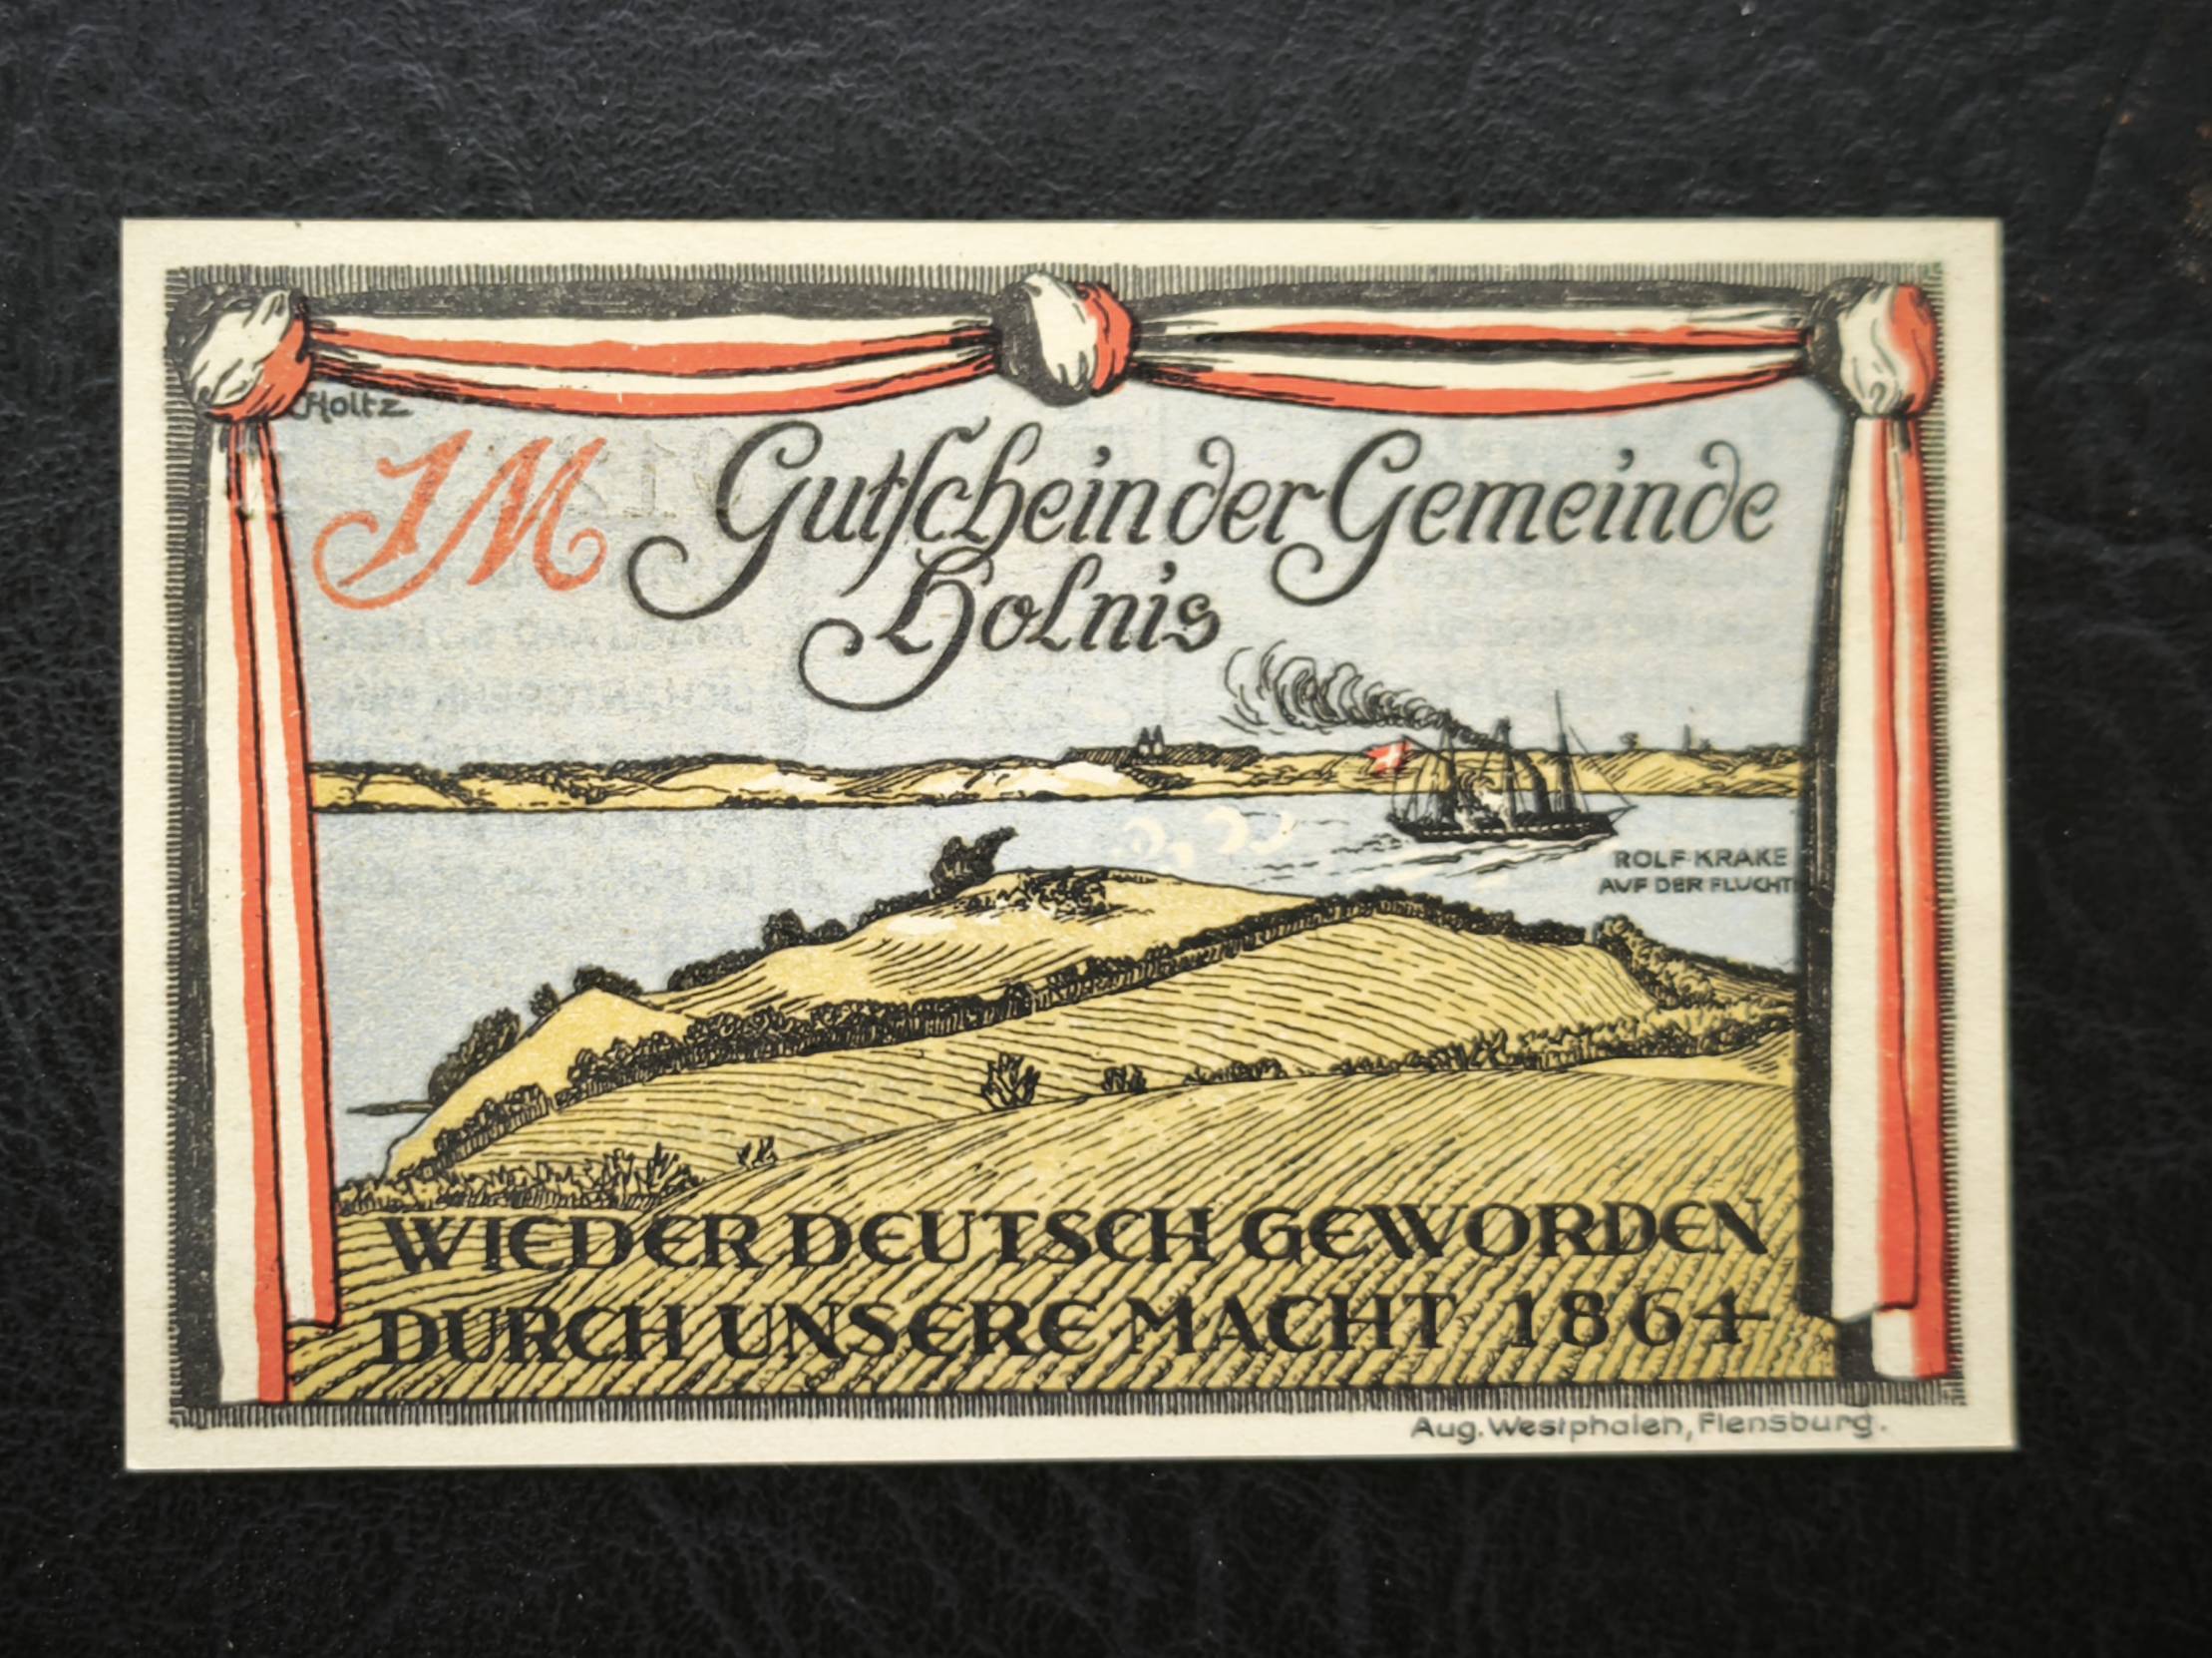 Holtz
1M Gutschein der Gemeinde
Holnis
ROLF KRAKE
AUF DER FLUCHT
WIEDER DEUTSCH GEWORDEN
DURCH UNSERE MACHT 1864
Aug. Westphalen, Flensburg.